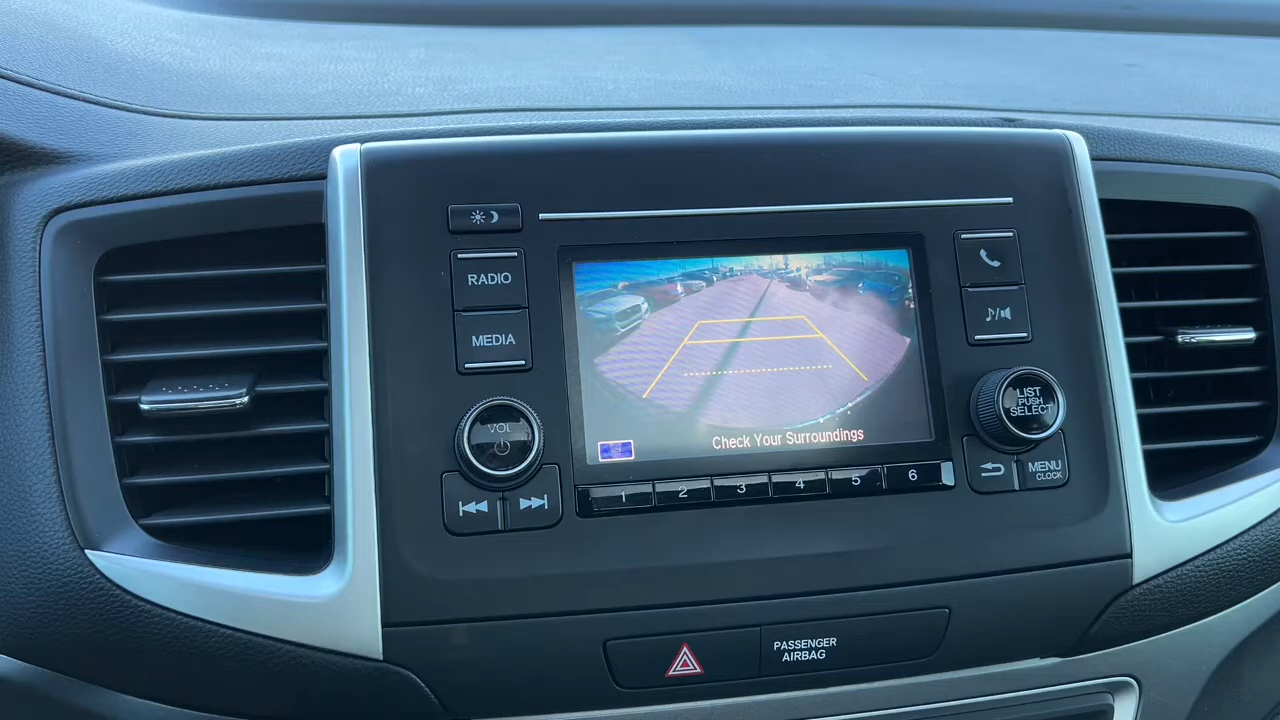 RADIO
MEDIA
VOL
LIST
PUSH
SELECT
MENU
CLOCK
Check Your Surroundings
1 2 3 4 5 6
PASSENGER
AIRBAG